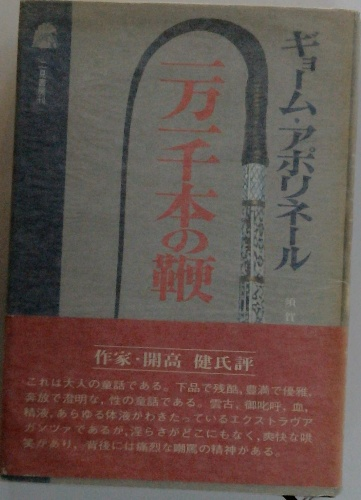 ギョーム・アポリネール
一万一千本の鞭
作家・開高 健氏評
これは大人の童話である。下品で残酷、豊満で優雅、
奔放で澄明な、性の童話である。雲古、御叱呼、血、
精液、あらゆる体液がわきたっているエクストラヴァ
ガンツァであるが、淫らさがどこにもなく、爽快な哄
笑があり、背後には痛烈な嘲罵の精神がある。